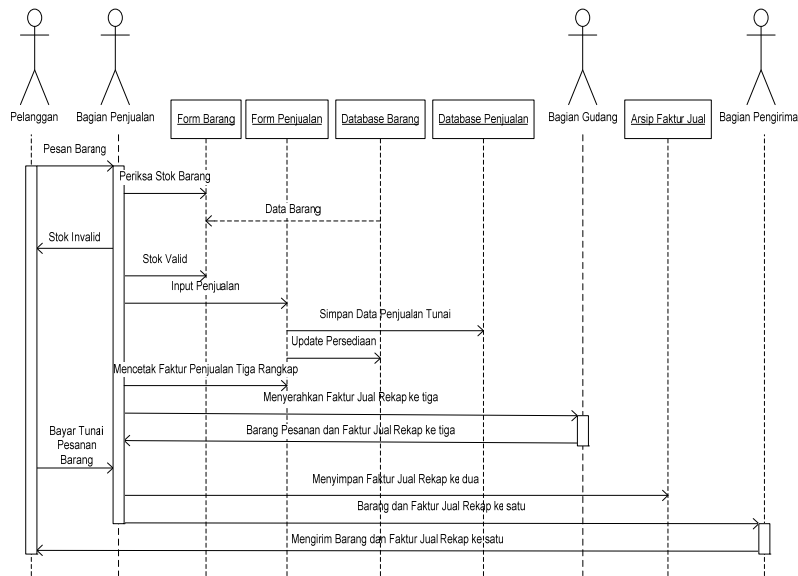 Pelanggan
Bagian Penjualan
Form Barang
Form Penjualan
Database Barang
Database Penjualan
Bagian Gudang
Arsip Faktur Jual
Bagian Pengirima
Pesan Barang
Periksa Stok Barang
Data Barang
Stok Invalid
Stok Valid
Input Penjualan
Simpan Data Penjualan Tunai
Update Persediaan
Mencetak Faktur Penjualan Tiga Rangkap
Menyerahkan Faktur Jual Rekap ke tiga
Barang Pesanan dan Faktur Jual Rekap ke tiga
Bayar Tunai
Pesanan
Barang
Menyimpan Faktur Jual Rekap ke dua
Barang dan Faktur Jual Rekap ke satu
Mengirim Barang dan Faktur Jual Rekap ke satu